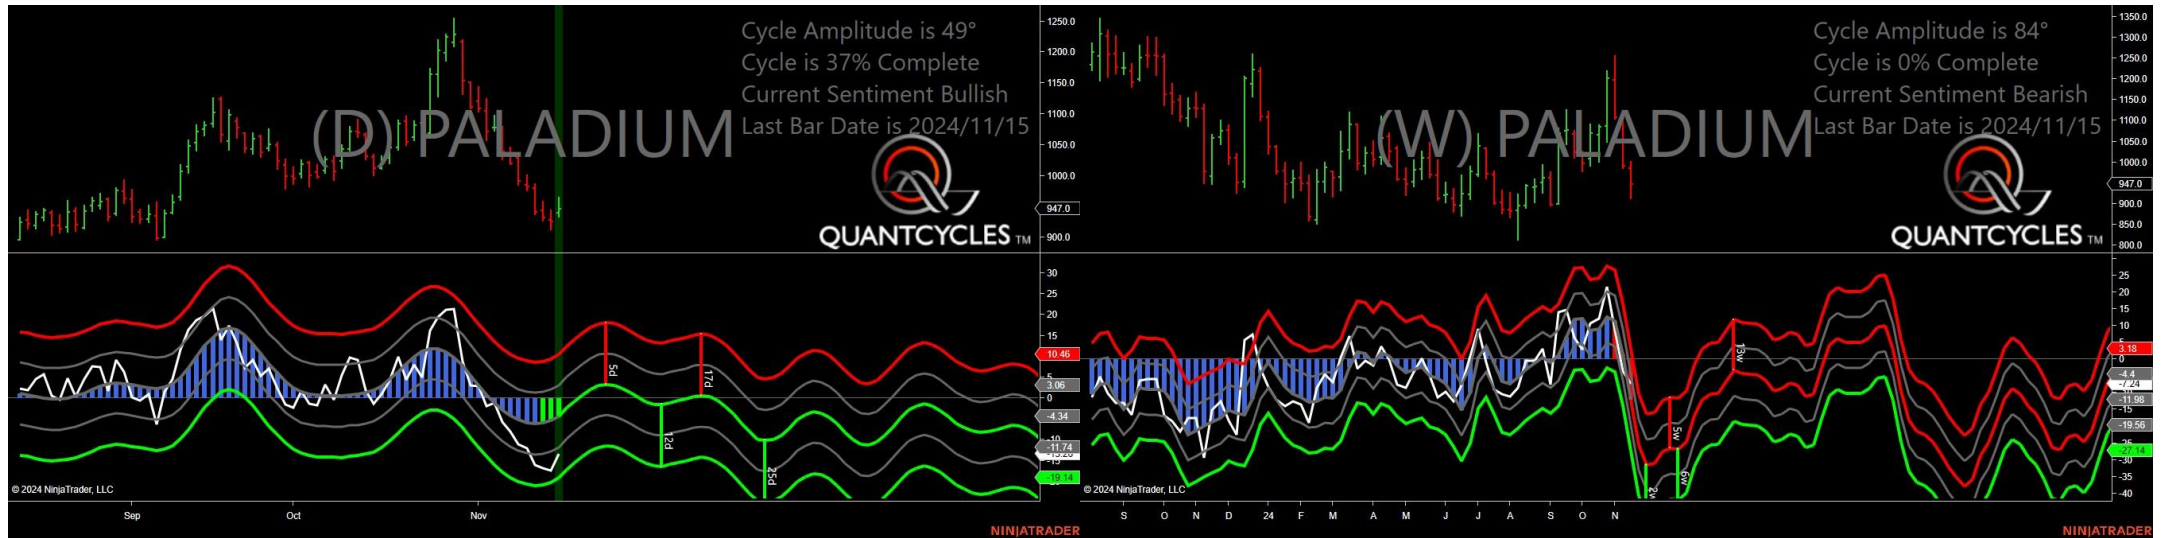 Cycle Amplitude is 49°
Cycle is 37% Complete
Current Sentiment Bullish
Last Bar Date is 2024/11/15
(D) PALADIUM
QUANTCYCLES TM
1250.0
1200.0
1150.0
1100.0
1050.0
1000.0
947.0
900.0
30
25
20
15
10.46
5
3.06
0
-4.34
-10
-11.74
-15
-19.14
5d
12d
17d
25d
© 2024 NinjaTrader, LLC
Sep Oct Nov
NINJATRADER
Cycle Amplitude is 84°
Cycle is 0% Complete
Current Sentiment Bearish
Last Bar Date is 2024/11/15
(W) PALADIUM
QUANTCYCLES TM
1350.0
1300.0
1250.0
1200.0
1150.0
1100.0
1050.0
1000.0
947.0
900.0
850.0
800.0
25
20
15
10
5
3.18
0
-4.4
-7.24
-11.98
-15
-19.56
-25
-27.14
-30
-35
-40
2w
5w
6w
13w
© 2024 NinjaTrader, LLC
S O N D 24 F M A M J J A S O N
NINJATRADER